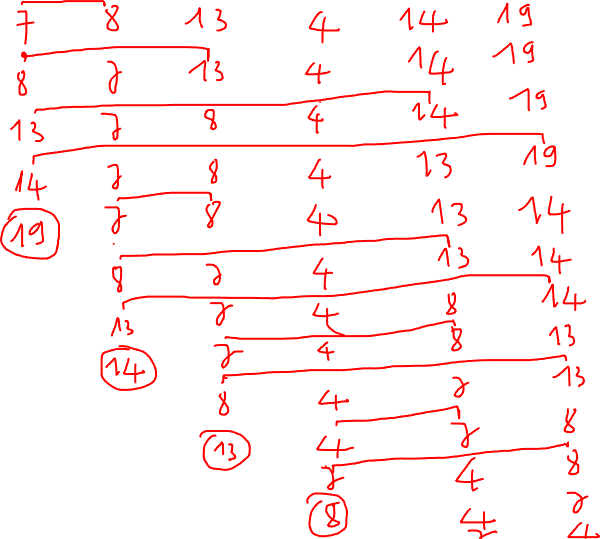 7 8 13 4 14 19
8 7 13 4 14 19
13 7 8 4 14 19
14 7 8 4 13 19
19 7 8 4 13 14
8 7 4 13 14
13 7 4 8 14
14 7 4 8 13
8 4 7 13
13 4 7 8
7 4 8
8 4 7
7 4